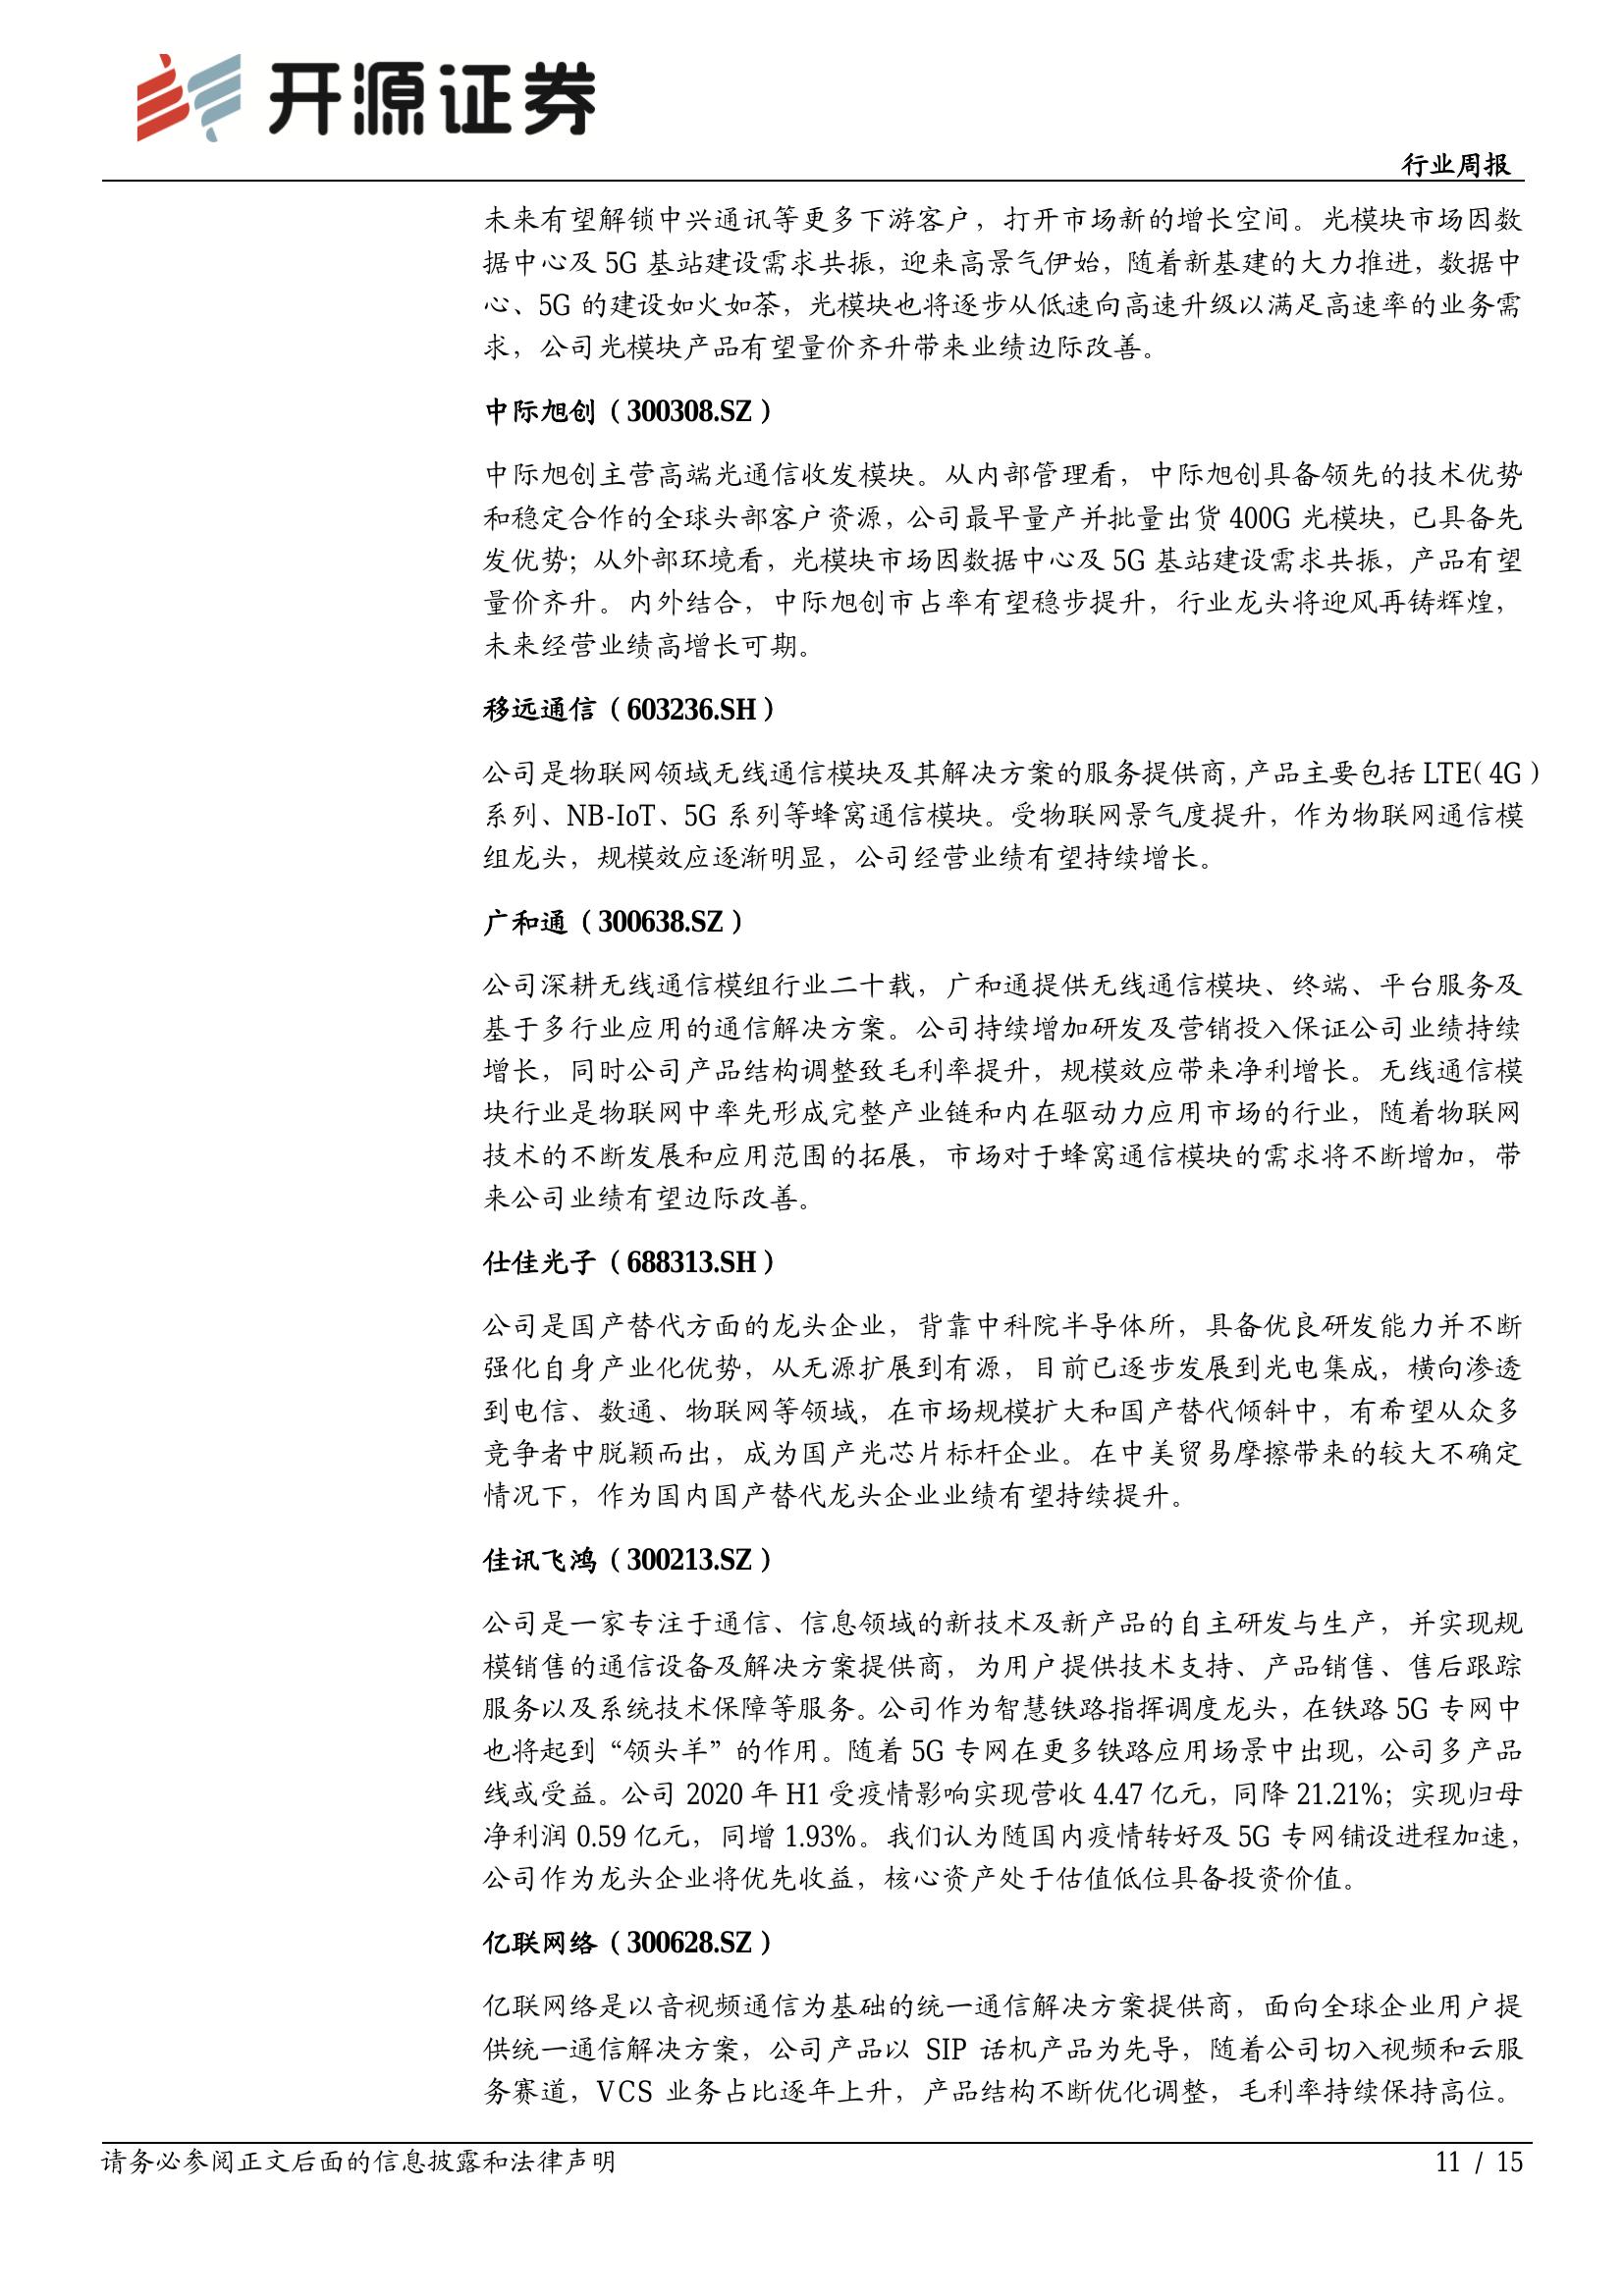 开源证券
行业周报
未来有望解锁中兴通讯等更多下游客户，打开市场新的增长空间。光模块市场因数
据中心及 5G 基站建设需求共振，迎来高景气伊始，随着新基建的大力推进，数据中
心、5G 的建设如火如荼，光模块也将逐步从低速向高速升级以满足高速率的业务需
求，公司光模块产品有望量价齐升带来业绩边际改善。
中际旭创（300308.SZ）
中际旭创主营高端光通信收发模块。从内部管理看，中际旭创具备领先的技术优势
和稳定合作的全球头部客户资源，公司最早量产并批量出货 400G 光模块，已具备先
发优势；从外部环境看，光模块市场因数据中心及 5G 基站建设需求共振，产品有望
量价齐升。内外结合，中际旭创市占率有望稳步提升，行业龙头将迎风再铸辉煌，
未来经营业绩高增长可期。
移远通信（603236.SH）
公司是物联网领域无线通信模块及其解决方案的服务提供商，产品主要包括 LTE（4G）
系列、NB-IoT、5G 系列等蜂窝通信模块。受物联网景气度提升，作为物联网通信模
组龙头，规模效应逐渐明显，公司经营业绩有望持续增长。
广和通（300638.SZ）
公司深耕无线通信模组行业二十载，广和通提供无线通信模块、终端、平台服务及
基于多行业应用的通信解决方案。公司持续增加研发及营销投入保证公司业绩持续
增长，同时公司产品结构调整致毛利率提升，规模效应带来净利增长。无线通信模
块行业是物联网中率先形成完整产业链和内在驱动力应用市场的行业，随着物联网
技术的不断发展和应用范围的拓展，市场对于蜂窝通信模块的需求将不断增加，带
来公司业绩有望边际改善。
仕佳光子（688313.SH）
公司是国产替代方面的龙头企业，背靠中科院半导体所，具备优良研发能力并不断
强化自身产业化优势，从无源扩展到有源，目前已逐步发展到光电集成，横向渗透
到电信、数通、物联网等领域，在市场规模扩大和国产替代倾斜中，有希望从众多
竞争者中脱颖而出，成为国产光芯片标杆企业。在中美贸易摩擦带来的较大不确定
情况下，作为国内国产替代龙头企业业绩有望持续提升。
佳讯飞鸿（300213.SZ）
公司是一家专注于通信、信息领域的新技术及新产品的自主研发与生产，并实现规
模销售的通信设备及解决方案提供商，为用户提供技术支持、产品销售、售后跟踪
服务以及系统技术保障等服务。公司作为智慧铁路指挥调度龙头，在铁路 5G 专网中
也将起到“领头羊”的作用。随着 5G 专网在更多铁路应用场景中出现，公司多产品
线或受益。公司 2020 年 H1 受疫情影响实现营收 4.47 亿元，同降 21.21%；实现归母
净利润 0.59 亿元，同增 1.93%。我们认为随国内疫情转好及 5G 专网铺设进程加速，
公司作为龙头企业将优先收益，核心资产处于估值低位具备投资价值。
亿联网络（300628.SZ）
亿联网络是以音视频通信为基础的统一通信解决方案提供商，面向全球企业用户提
供统一通信解决方案，公司产品以 SIP 话机产品为先导，随着公司切入视频和云服
务赛道，VCS 业务占比逐年上升，产品结构不断优化调整，毛利率持续保持高位。
请务必参阅正文后面的信息披露和法律声明
11 / 15